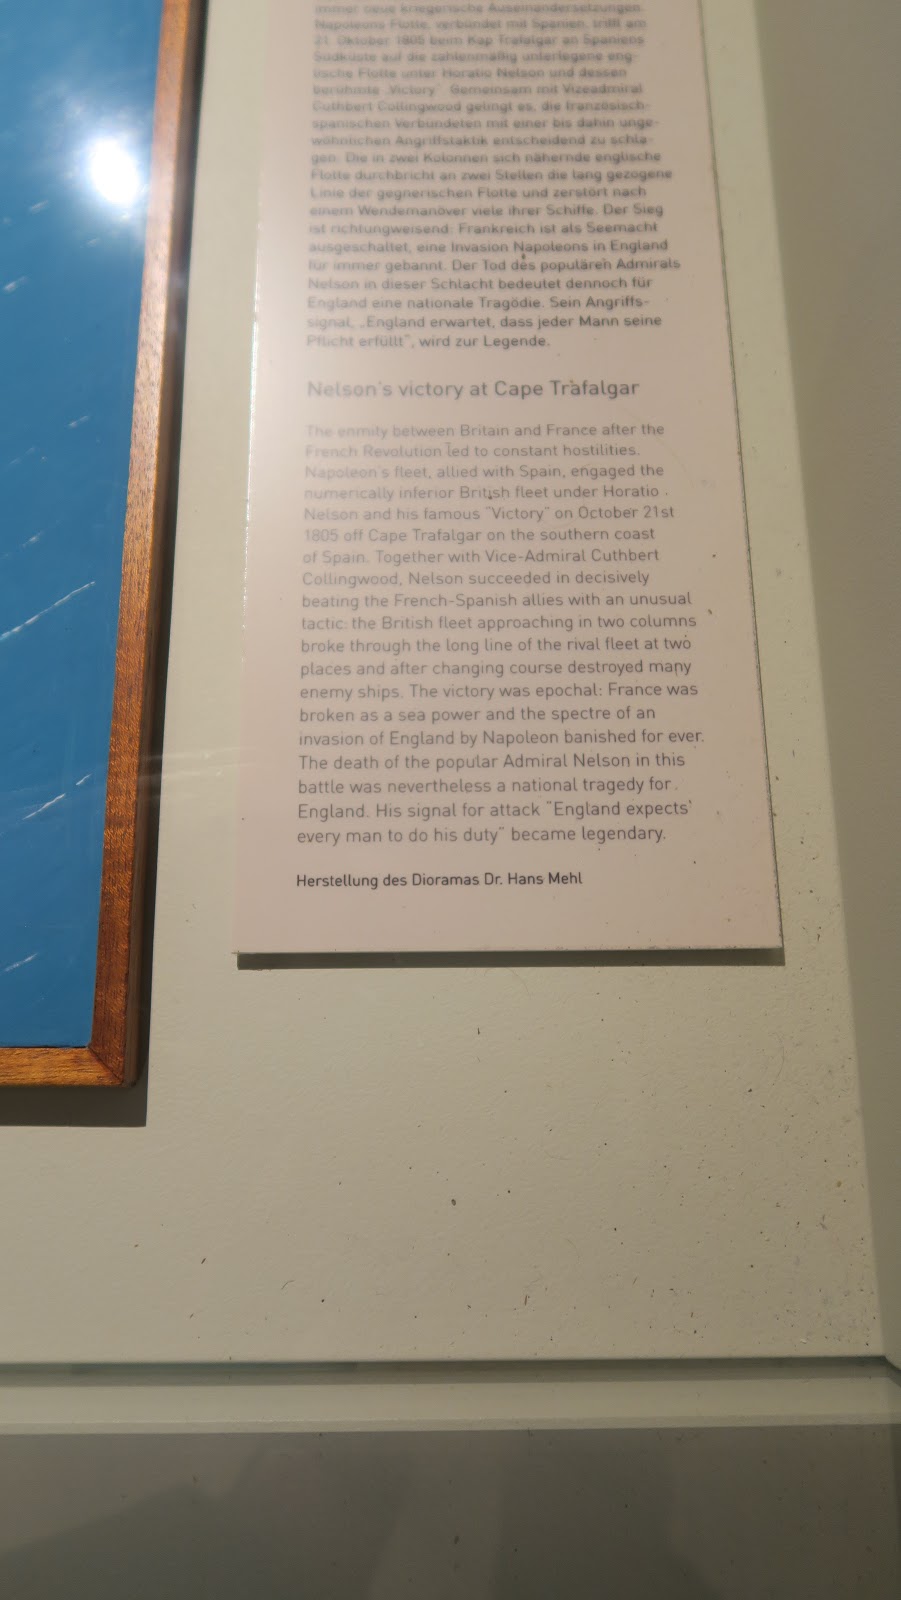 immer neue kriegerische Auseinandersetzungen.
Napoleons Flotte, verbündet mit Spanien, trifft am
21. Oktober 1805 beim Kap Trafalgar an Spaniens
Südküste auf die zahlenmäßig unterlegene eng-
lische Flotte unter Horatio Nelson und dessen
berühmte „Victory“. Gemeinsam mit Vizeadmiral
Cuthbert Collingwood gelingt es, die französisch-
spanischen Verbündeten mit einer bis dahin unge-
wöhnlichen Angriffstaktik entscheidend zu schla-
gen: Die in zwei Kolonnen sich nähernde englische
Flotte durchbricht an zwei Stellen die lang gezogene
Linie der gegnerischen Flotte und zerstört nach
einem Wendemanöver viele ihrer Schiffe. Der Sieg
ist richtungweisend: Frankreich ist als Seemacht
ausgeschaltet, eine Invasion Napoleons in England
für immer gebannt. Der Tod des populären Admirals
Nelson in dieser Schlacht bedeutet dennoch für
England eine nationale Tragödie. Sein Angriffs-
signal, „England erwartet, dass jeder Mann seine
Pflicht erfüllt“, wird zur Legende.
Nelson's victory at Cape Trafalgar
The enmity between Britain and France after the
French Revolution led to constant hostilities.
Napoleon's fleet, allied with Spain, engaged the
numerically inferior British fleet under Horatio
Nelson and his famous “Victory” on October 21st
1805 off Cape Trafalgar on the southern coast
of Spain. Together with Vice-Admiral Cuthbert
Collingwood, Nelson succeeded in decisively
beating the French-Spanish allies with an unusual
tactic: the British fleet approaching in two columns
broke through the long line of the rival fleet at two
places and after changing course destroyed many
enemy ships. The victory was epochal: France was
broken as a sea power and the spectre of an
invasion of England by Napoleon banished for ever.
The death of the popular Admiral Nelson in this
battle was nevertheless a national tragedy for
England. His signal for attack “England expects
every man to do his duty” became legendary.
Herstellung des Dioramas Dr. Hans Mehl